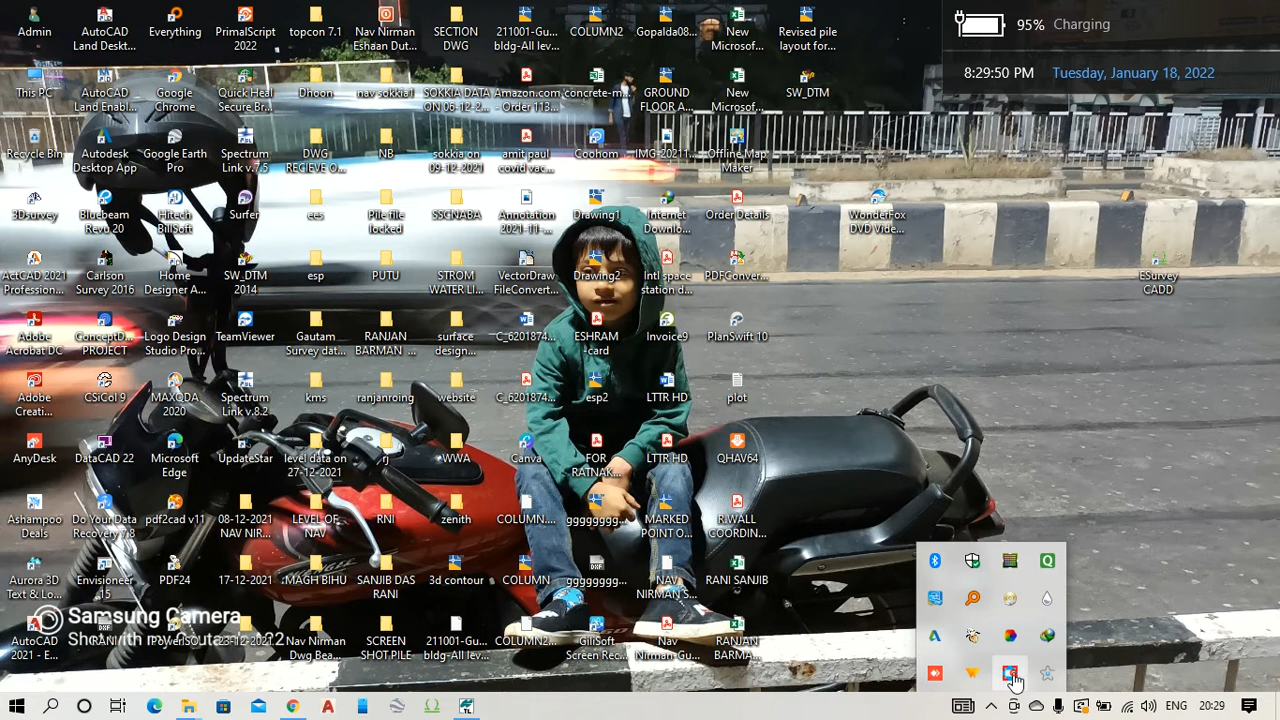 95% Charging
8:29:50 PM Tuesday, January 18, 2022
Admin
AutoCAD
Land Deskt...
Everything
PrimalScript
2022
topcon 7.1
Nav Nirman
Eshaan Dut...
SECTION
DWG
211001-Gu...
bldg-All lev...
COLUMN2
Gopalda08...
New
Microsof...
Revised pile
layout for...
This PC
AutoCAD
Land Enabl...
Google
Chrome
Quick Heal
Secure Br...
Dhoon
nav sokkia1
SOKKIA DATA
ON 06-12-2...
Amazon.com
- Order 113...
concrete-m...
GROUND
FLOOR A...
New
Microsof...
SW_DTM
Recycle Bin
Autodesk
Desktop App
Google Earth
Pro
Spectrum
Link v.7.5
DWG
RECIEVE O...
NB
sokkia on
09-12-2021
amit paul
covid vac...
Coohom
IMG-20211...
Offline Map
Maker
3Dsurvey
Bluebeam
Revu 20
Hitech
BillSoft
Surfer
ees
Pile file
locked
SSGNABA
Annotation
2021-11-...
Drawing1
Internet
Downlo...
Order Details
WonderFox
DVD Vide...
ActCAD 2021
Profession...
Carlson
Survey 2016
Home
Designer A...
SW_DTM
2014
esp
PUTU
STROM
WATER LI...
VectorDraw
FileConvert...
Drawing2
Intl space
station d...
PDFConver...
ESurvey
CADD
Adobe
Acrobat DC
ConceptD...
PROJECT
Logo Design
Studio Pro...
TeamViewer
Gautam
Survey dat...
RANJAN
BARMAN ...
surface
design...
C_6201874...
ESHRAM
card
Invoice9
PlanSwift 10
Adobe
Creati...
CSiCol 9
MAXQDA
2020
Spectrum
Link v.8.2
kms
ranjanroing
website
C_6201874...
esp2
LTTR HD
plot
AnyDesk
DataCAD 22
Microsoft
Edge
UpdateStar
level data on
27-12-2021
rj
WWA
Canva
FOR
RATNAK...
LTTR HD
QHAV64
Ashampoo
Deals
Do Your Data
Recovery 7.8
pdf2cad v11
08-12-2021
NAV NIR...
LEVEL OF
NAV
RNI
zenith
COLUMN...
gggggggg...
MARKED
POINT O...
RIWALL
COORDIN...
Aurora 3D
Text & Lo...
Envisioneer
15
PDF24
17-12-2021
MAGH BIHU
SANJIB DAS
RANI
3d contour
COLUMN
gggggggg...
NAV
NIRMAN S...
RANI SANJIB
Samsung Camera
AutoCAD
2021 - E...
RANI
23-12-2021
Nav Nirman
Dwg Bea...
SCREEN
SHOT PILE
211001-Gu...
bldg-All lev...
COLUMN2...
GiliSoft
Screen Rec...
Nav
Nirman-Gu...
RANJAN
BARMA...
ENG 20:29